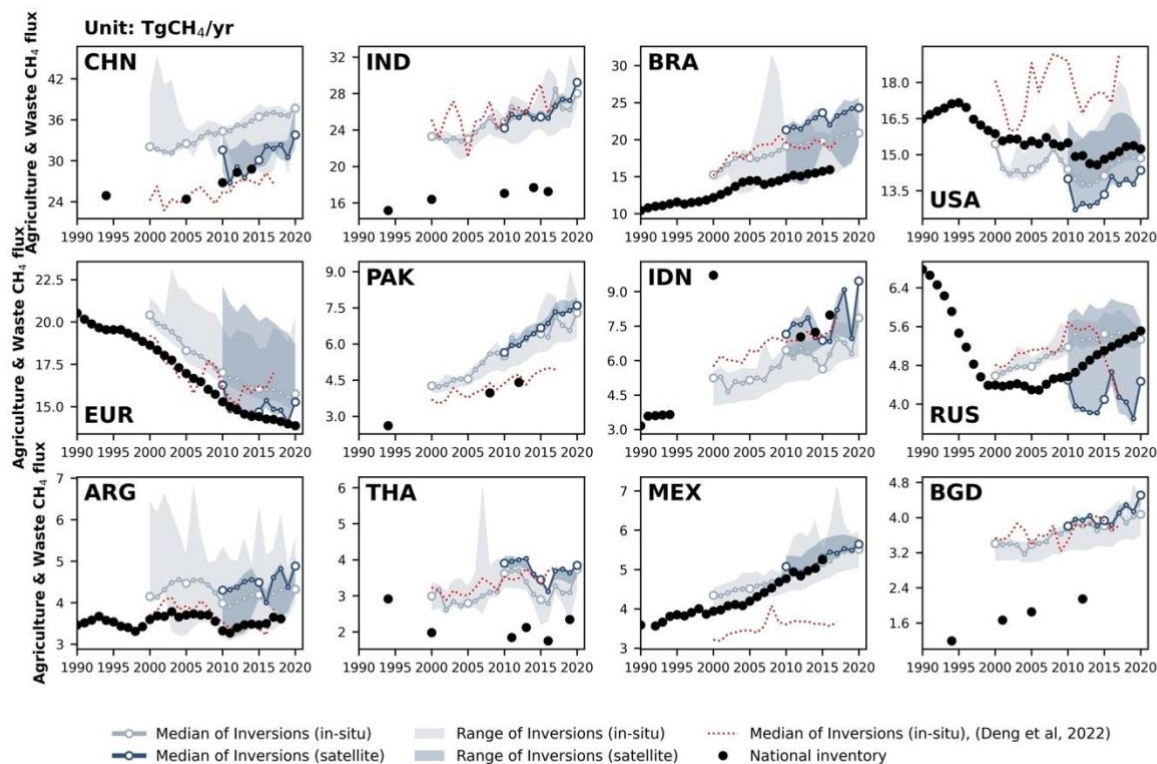 Unit: TgCH₄/yr
Agriculture & Waste CH₄ flux
CHN
42
36
30
24
1990 1995 2000 2005 2010 2015 2020
IND
32
28
24
20
16
1990 1995 2000 2005 2010 2015 2020
BRA
30
25
20
15
10
1990 1995 2000 2005 2010 2015 2020
USA
18.0
16.5
15.0
13.5
1990 1995 2000 2005 2010 2015 2020
Agriculture & Waste CH₄ flux
EUR
22.5
20.0
17.5
15.0
1990 1995 2000 2005 2010 2015 2020
PAK
9.0
7.5
6.0
4.5
3.0
1990 1995 2000 2005 2010 2015 2020
IDN
9.0
7.5
6.0
4.5
3.0
1990 1995 2000 2005 2010 2015 2020
RUS
6.4
5.6
4.8
4.0
1990 1995 2000 2005 2010 2015 2020
Agriculture & Waste CH₄ flux
ARG
7
6
5
4
3
1990 1995 2000 2005 2010 2015 2020
THA
6
5
4
3
2
1990 1995 2000 2005 2010 2015 2020
MEX
7
6
5
4
3
1990 1995 2000 2005 2010 2015 2020
BGD
4.8
4.0
3.2
2.4
1.6
1990 1995 2000 2005 2010 2015 2020
Median of Inversions (in-situ)
Median of Inversions (satellite)
Range of Inversions (in-situ)
Range of Inversions (satellite)
Median of Inversions (in-situ), (Deng et al, 2022)
National inventory